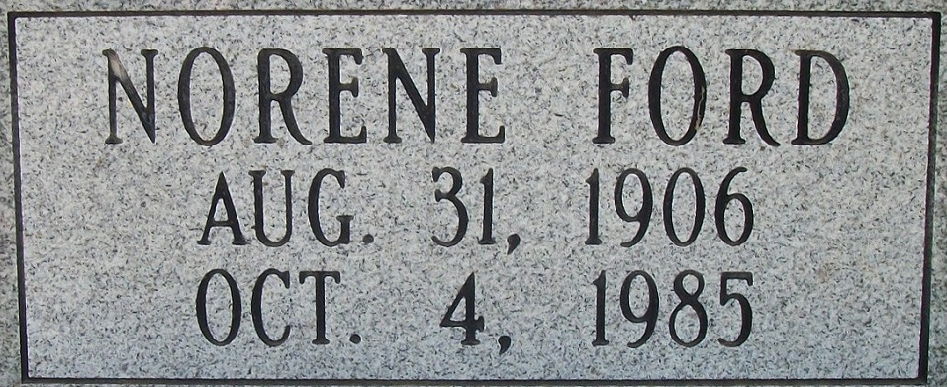 NORENE FORD
AUG. 31, 1906
OCT. 4, 1985